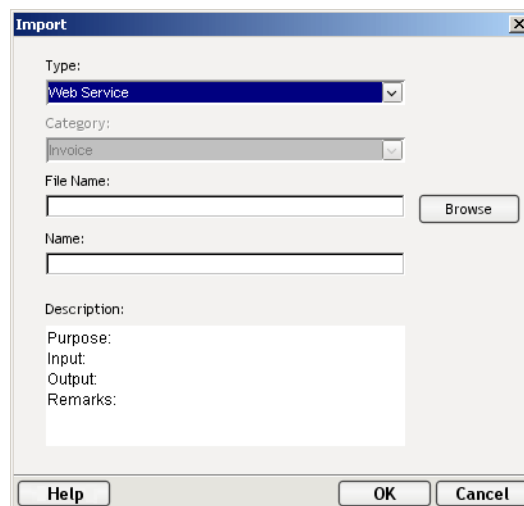 Import
Type:
Web Service
Category:
Invoice
File Name:
Browse
Name:
Description:
Purpose:
Input:
Output:
Remarks:
Help
OK
Cancel